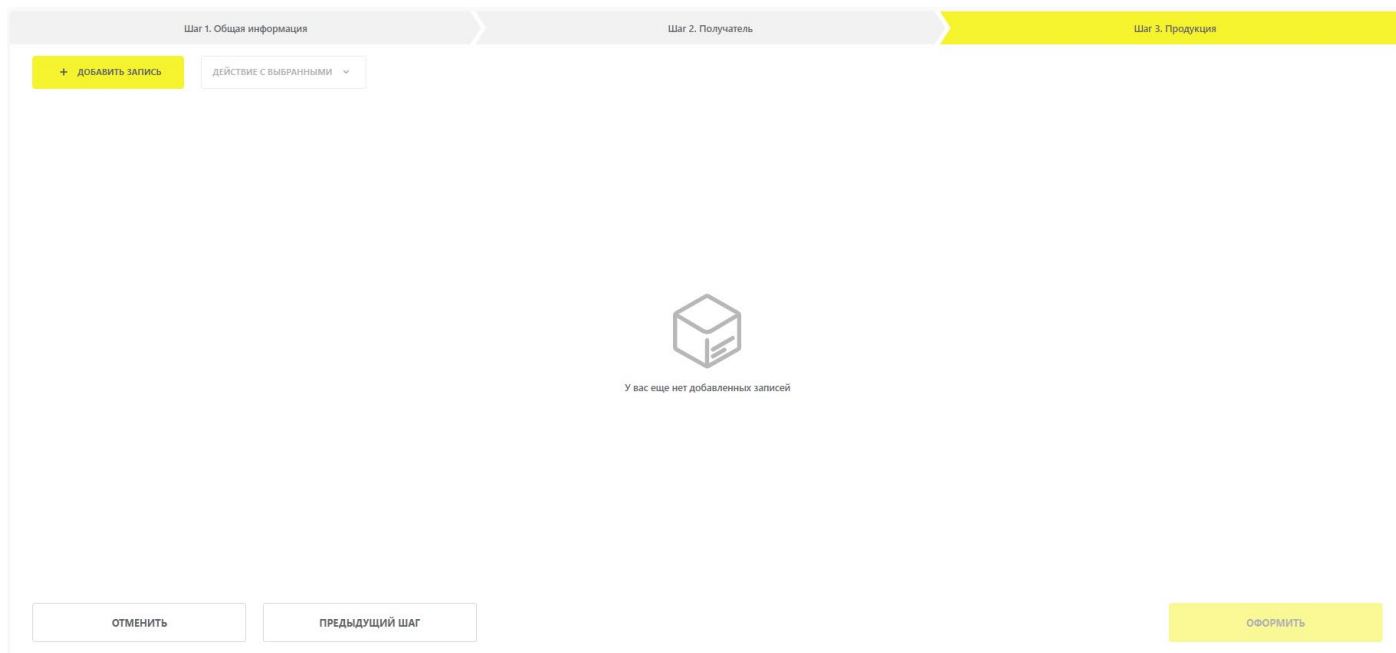 Шаг 1. Общая информация
Шаг 2. Получатель
Шаг 3. Продукция
+ ДОБАВИТЬ ЗАПИСЬ
ДЕЙСТВИЕ С ВЫБРАННЫМИ
У вас еще нет добавленных записей
ОТМЕНИТЬ
ПРЕДЫДУЩИЙ ШАГ
ОФОРМИТЬ